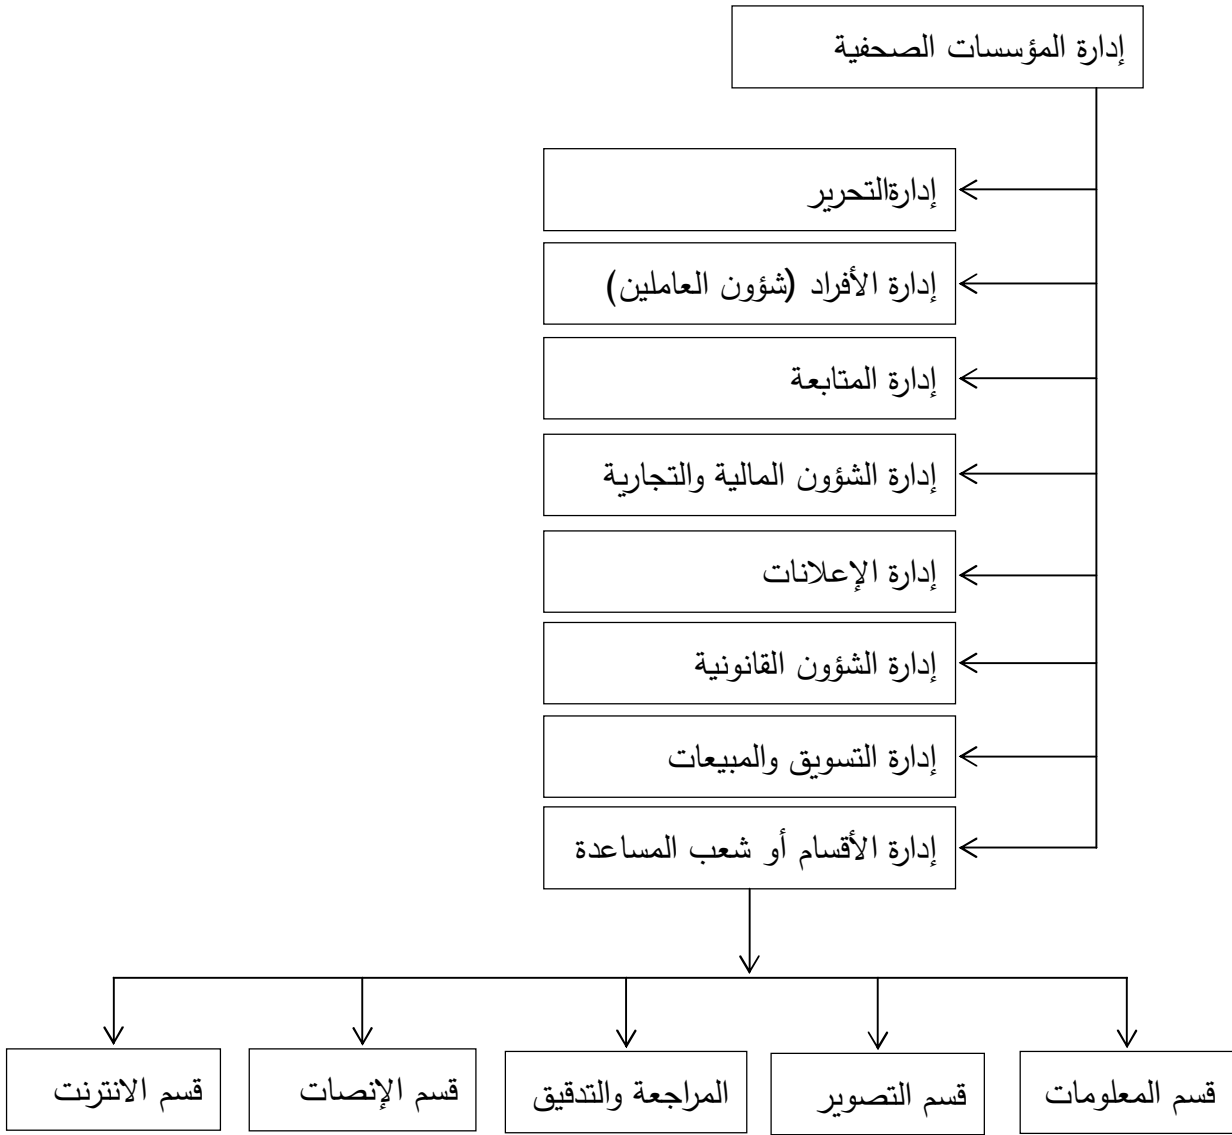 إدارة المؤسسات الصحفية
إدارةالتحرير
إدارة الأفراد (شؤون العاملين)
إدارة المتابعة
إدارة الشؤون المالية والتجارية
إدارة الإعلانات
إدارة الشؤون القانونية
إدارة التسويق والمبيعات
إدارة الأقسام أو شعب المساعدة
قسم المعلومات
قسم التصوير
المراجعة والتدقيق
قسم الإنصات
قسم الانترنت